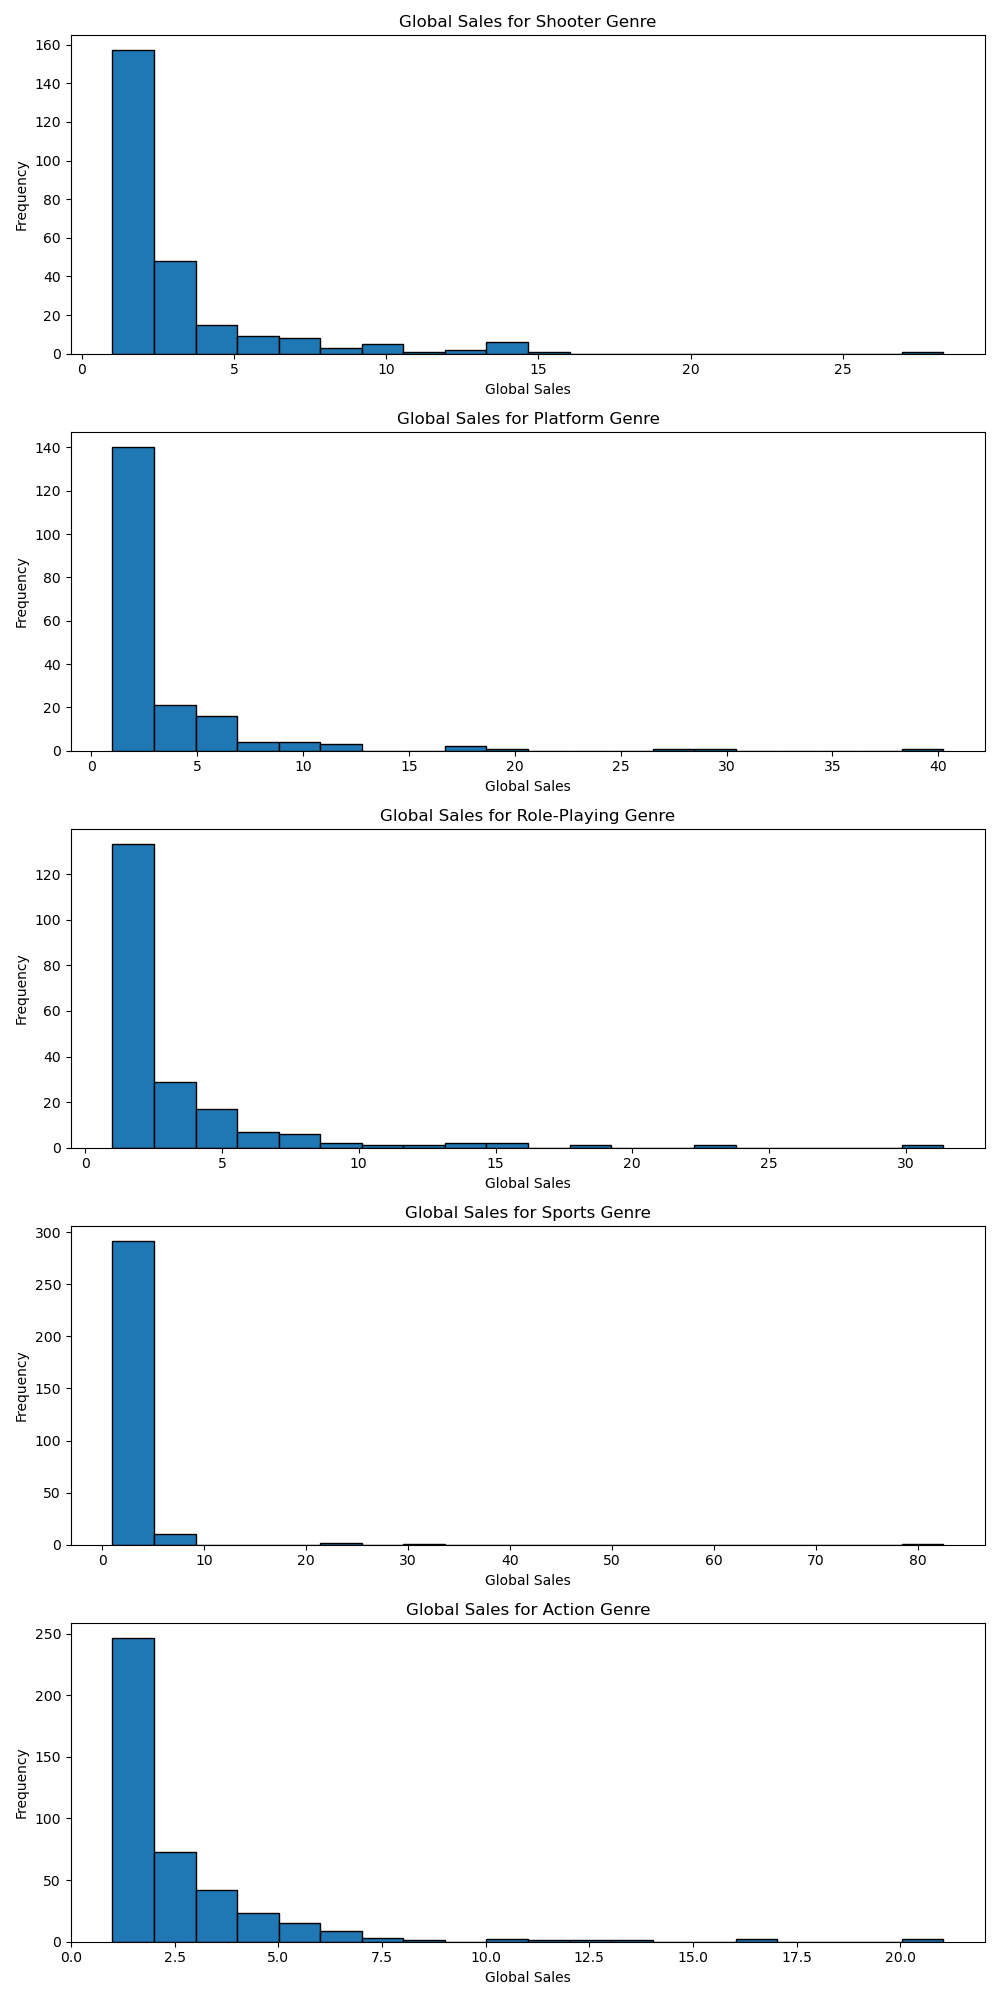 Global Sales for Shooter Genre
160
140
120
100
80
60
40
20
0
Frequency
0 5 10 15 20 25
Global Sales
Global Sales for Platform Genre
140
120
100
80
60
40
20
0
Frequency
0 5 10 15 20 25 30 35 40
Global Sales
Global Sales for Role-Playing Genre
120
100
80
60
40
20
0
Frequency
0 5 10 15 20 25 30
Global Sales
Global Sales for Sports Genre
300
250
200
150
100
50
0
Frequency
0 10 20 30 40 50 60 70 80
Global Sales
Global Sales for Action Genre
250
200
150
100
50
0
Frequency
0.0 2.5 5.0 7.5 10.0 12.5 15.0 17.5 20.0
Global Sales